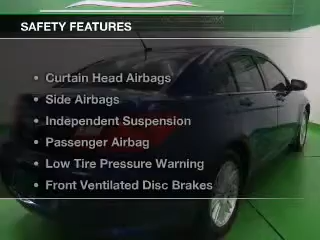 SAFETY FEATURES
• Curtain Head Airbags
• Side Airbags
• Independent Suspension
• Passenger Airbag
• Low Tire Pressure Warning
• Front Ventilated Disc Brakes